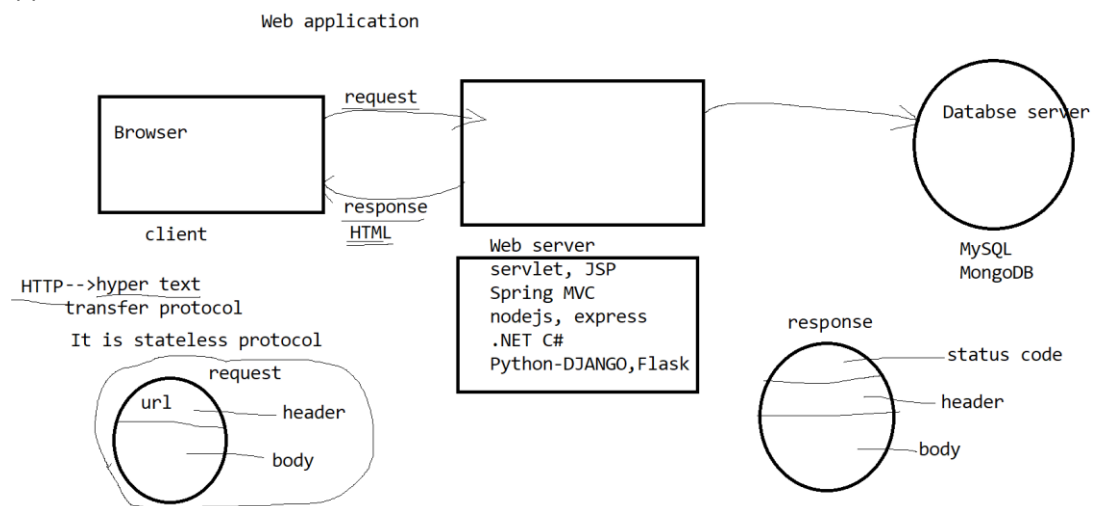 Web application
request
Browser
Databse server
response
HTML
client
Web server
servlet, JSP
Spring MVC
nodejs, express
.NET C#
Python-DJANGO,Flask
MySQL
MongoDB
HTTP-->hyper text
transfer protocol
It is stateless protocol
request
url
header
body
response
status code
header
body